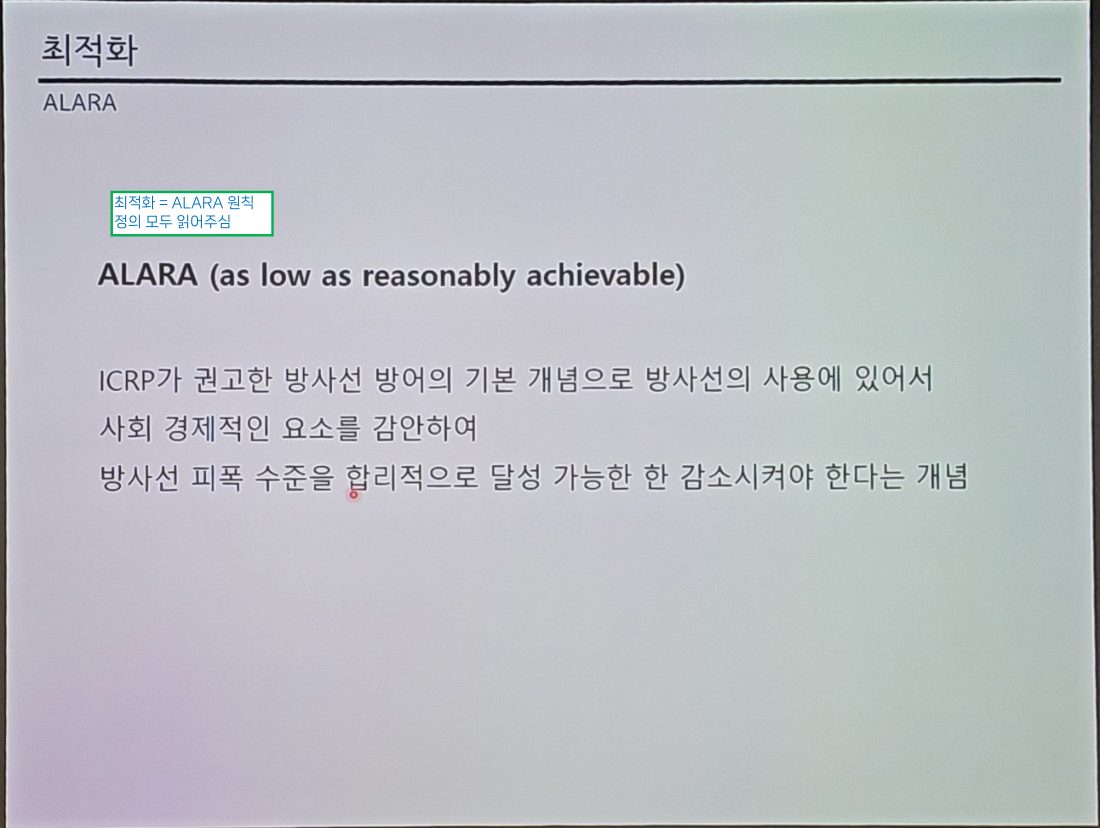 최적화
ALARA
최적화 = ALARA 원칙
정의 모두 읽어주심
ALARA (as low as reasonably achievable)
ICRP가 권고한 방사선 방어의 기본 개념으로 방사선의 사용에 있어서
사회 경제적인 요소를 감안하여
방사선 피폭 수준을 합리적으로 달성 가능한 한 감소시켜야 한다는 개념